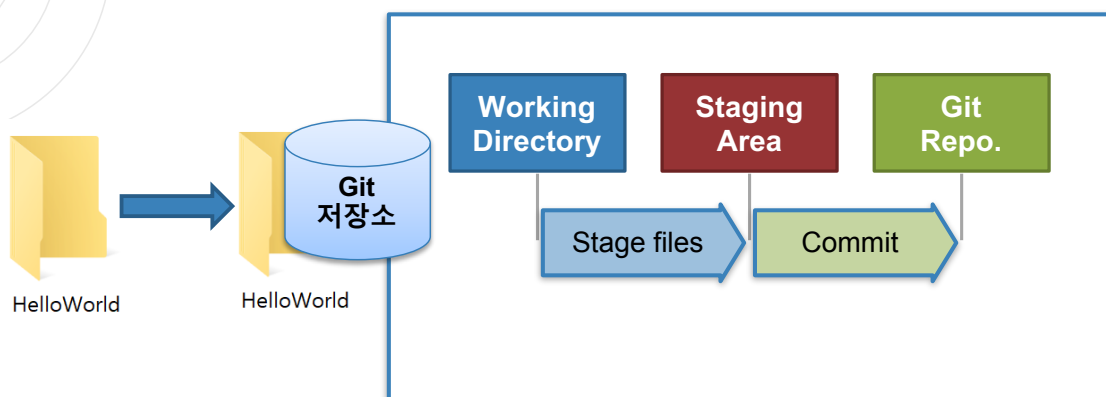 Working
Directory
Staging
Area
Git
Repo.
Git
저장소
Stage files
Commit
HelloWorld
HelloWorld